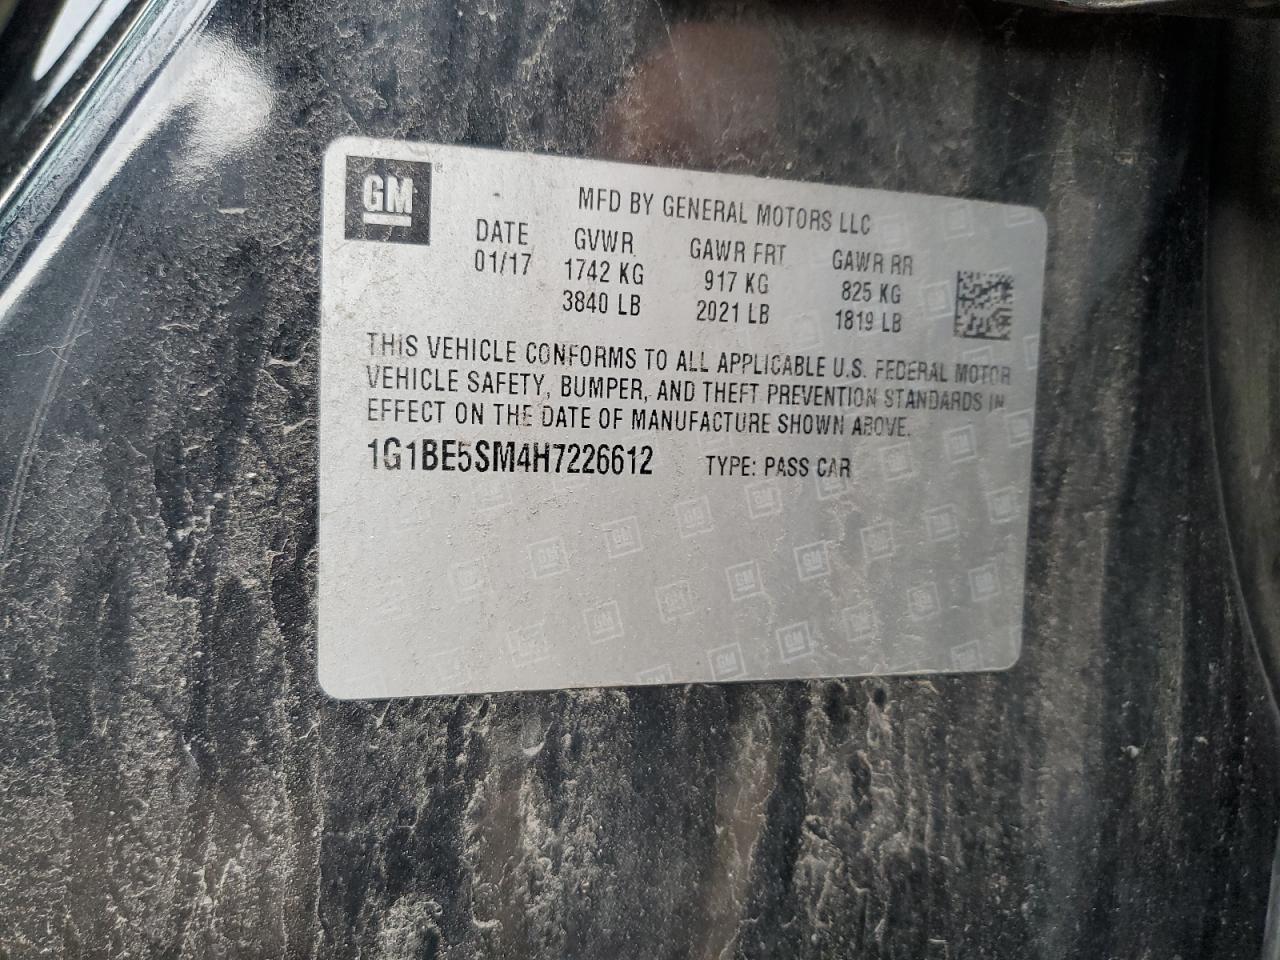 GM
MFD BY GENERAL MOTORS LLC
DATE GVWR GAWR FRT GAWR RR
01/17 1742 KG 917 KG 825 KG
3840 LB 2021 LB 1819 LB
THIS VEHICLE CONFORMS TO ALL APPLICABLE U.S. FEDERAL MOTOR
VEHICLE SAFETY, BUMPER, AND THEFT PREVENTION STANDARDS IN
EFFECT ON THE DATE OF MANUFACTURE SHOWN ABOVE.
1G1BE5SM4H7226612 TYPE: PASS CAR